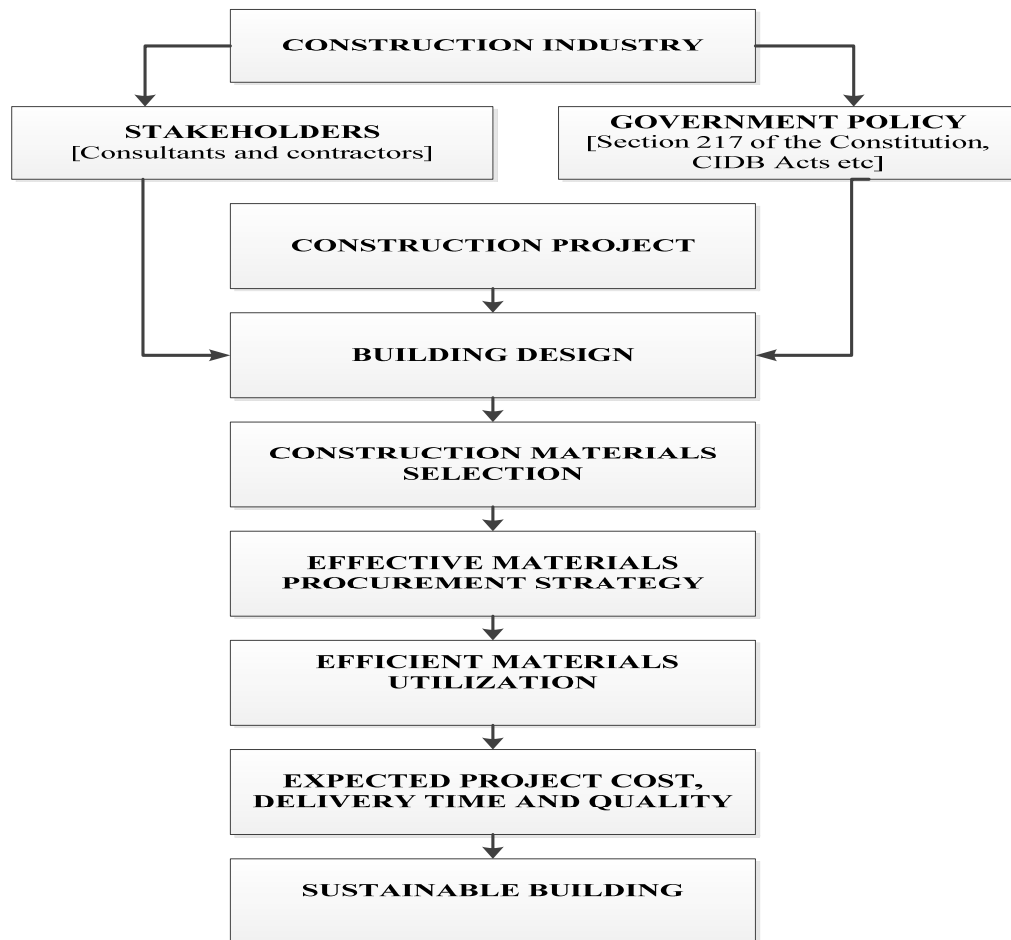 CONSTRUCTION INDUSTRY
STAKEHOLDERS
[Consultants and contractors]
GOVERNMENT POLICY
[Section 217 of the Constitution,
CIDB Acts etc]
CONSTRUCTION PROJECT
BUILDING DESIGN
CONSTRUCTION MATERIALS
SELECTION
EFFECTIVE MATERIALS
PROCUREMENT STRATEGY
EFFICIENT MATERIALS
UTILIZATION
EXPECTED PROJECT COST,
DELIVERY TIME AND QUALITY
SUSTAINABLE BUILDING